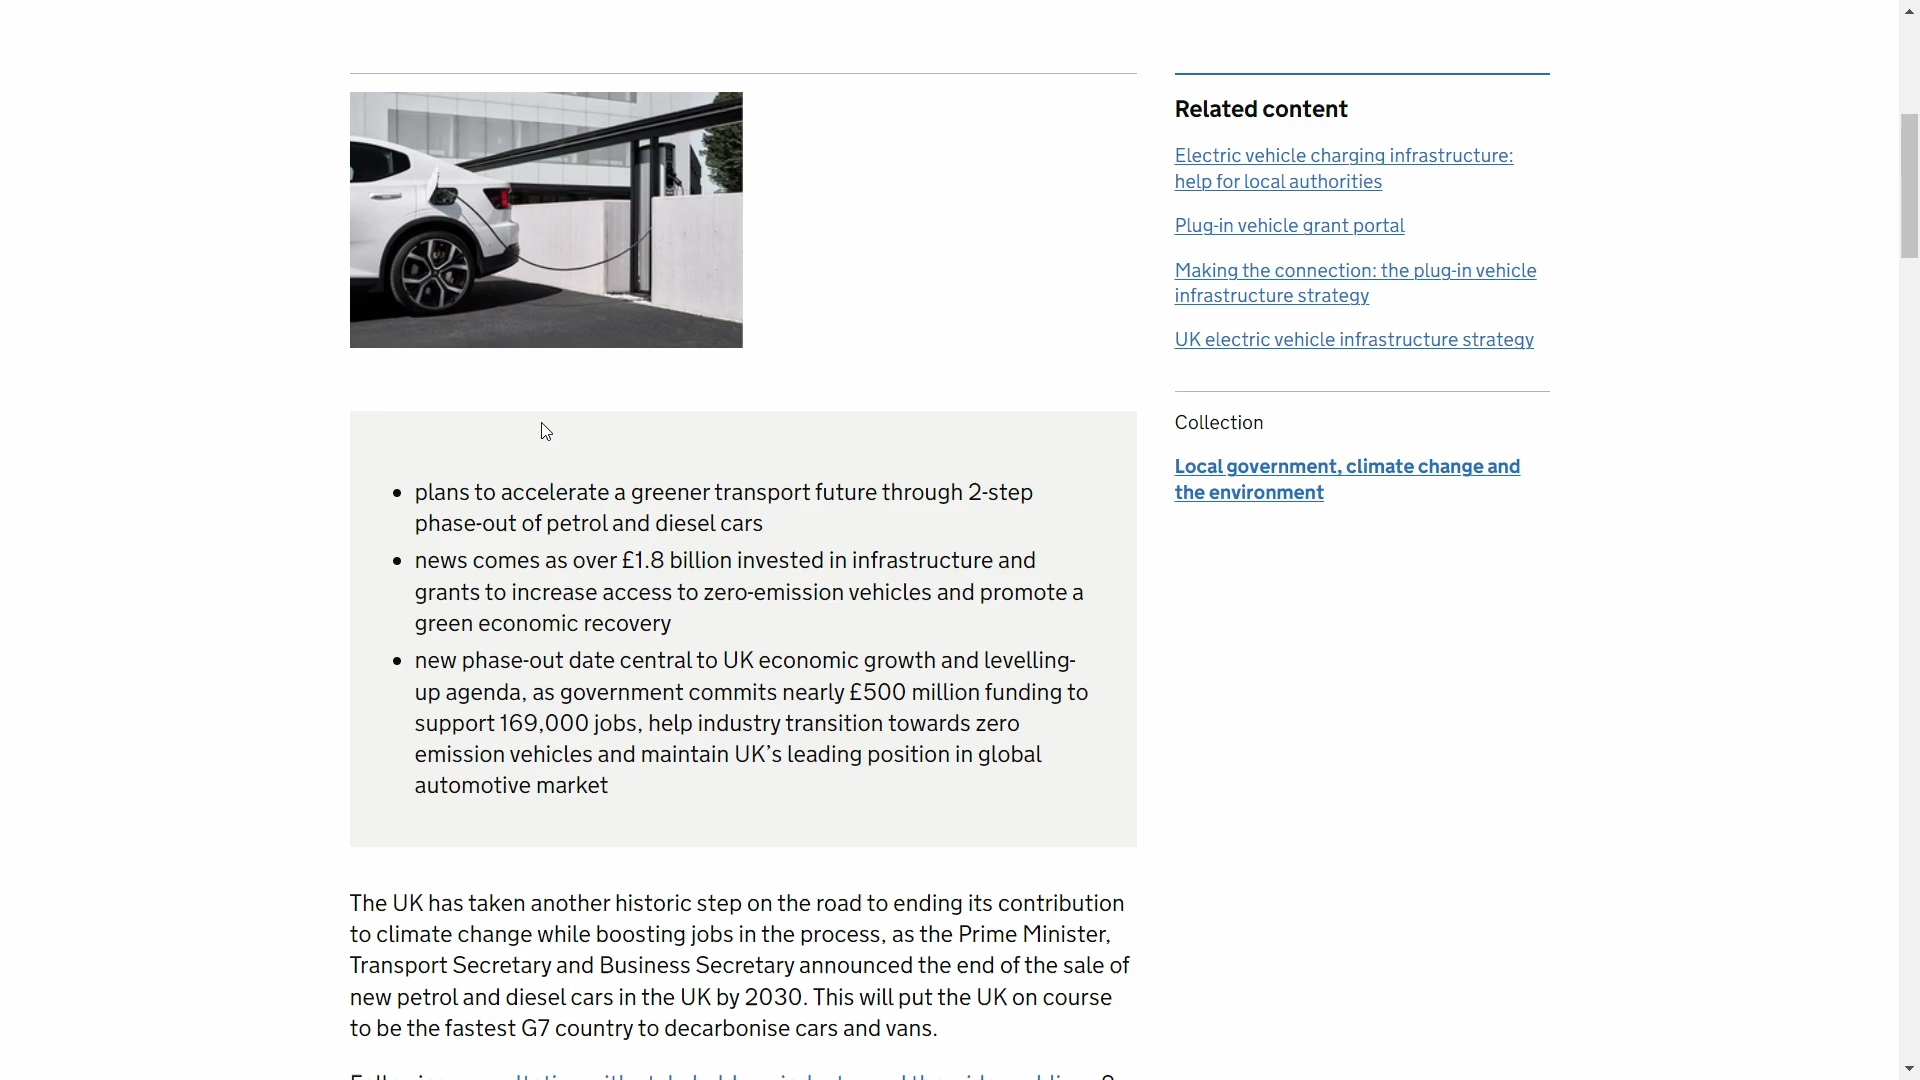 Related content
Electric vehicle charging infrastructure:
help for local authorities
Plug-in vehicle grant portal
Making the connection: the plug-in vehicle
infrastructure strategy
UK electric vehicle infrastructure strategy
Collection
Local government, climate change and
the environment
plans to accelerate a greener transport future through 2-step
phase-out of petrol and diesel cars
news comes as over £1.8 billion invested in infrastructure and
grants to increase access to zero-emission vehicles and promote a
green economic recovery
new phase-out date central to UK economic growth and levelling-
up agenda, as government commits nearly £500 million funding to
support 169,000 jobs, help industry transition towards zero
emission vehicles and maintain UK’s leading position in global
automotive market
The UK has taken another historic step on the road to ending its contribution
to climate change while boosting jobs in the process, as the Prime Minister,
Transport Secretary and Business Secretary announced the end of the sale of
new petrol and diesel cars in the UK by 2030. This will put the UK on course
to be the fastest G7 country to decarbonise cars and vans.